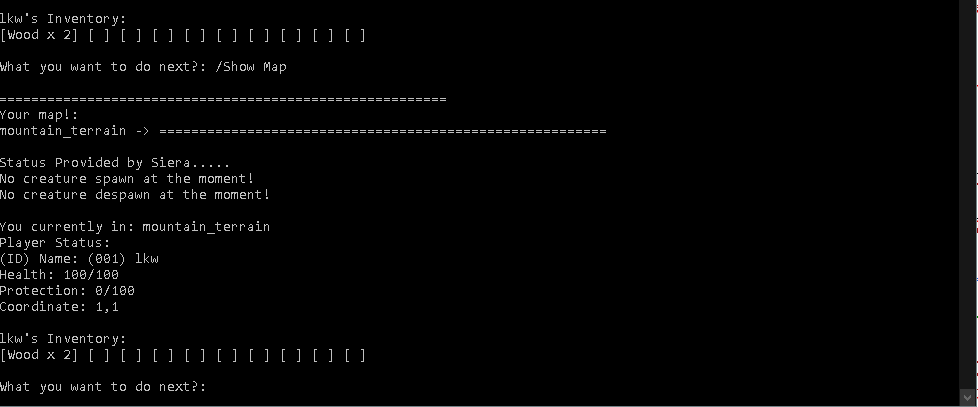 lkw's Inventory:
[Wood x 2] [ ] [ ] [ ] [ ] [ ] [ ] [ ] [ ] [ ]
What you want to do next?: /Show Map
========================================================
Your map!:
mountain_terrain -> ========================================================
Status Provided by Siera.....
No creature spawn at the moment!
No creature despawn at the moment!
You currently in: mountain_terrain
Player Status:
(ID) Name: (001) lkw
Health: 100/100
Protection: 0/100
Coordinate: 1,1
lkw's Inventory:
[Wood x 2] [ ] [ ] [ ] [ ] [ ] [ ] [ ] [ ] [ ]
What you want to do next?: